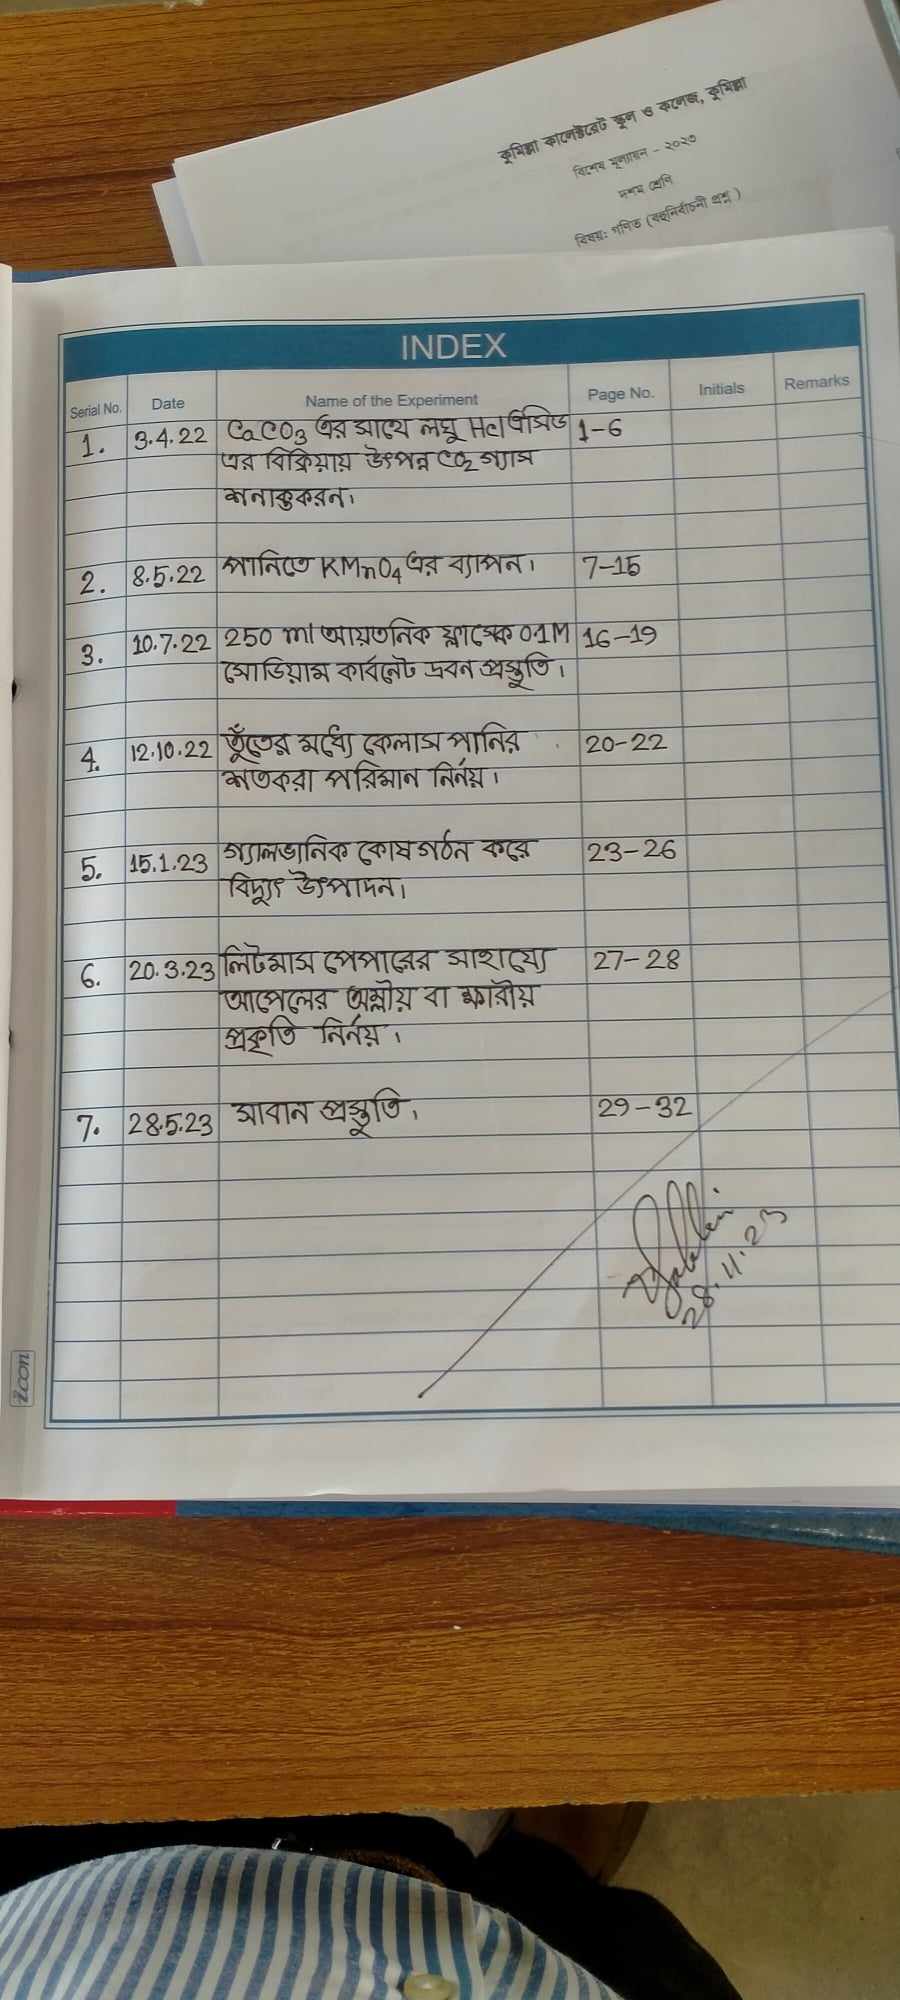 কুমিল্লা কালেক্টরেট স্কুল ও কলেজ, কুমিল্লা
বিশেষ মূল্যায়ন - ২০২৩
দশম শ্রেণি
বিষয়: গণিত (বহুনির্বাচনী প্রশ্ন)
INDEX
Serial No. Date Name of the Experiment Page No. Initials Remarks
1. 3.4.22 CaCO3 এর সাথে লঘু HCl এসিড 1-6
এর বিক্রিয়ায় উৎপন্ন CO2 গ্যাস
শনাক্তকরন।
2. 8.5.22 পানিতে KMnO4 এর ব্যাপন। 7-15
3. 10.7.22 250 ml আয়তনিক ফ্লাস্কে 0.1M 16-19
সোডিয়াম কার্বনেট দ্রবন প্রস্তুতি।
4. 12.10.22 তুঁতের মধ্যে কেলাস পানির 20-22
শতকরা পরিমান নির্নয়।
5. 15.1.23 গ্যালভানিক কোষ গঠন করে 23-26
বিদ্যুৎ উৎপাদন।
6. 20.3.23 লিটমাস পেপারের সাহায্যে 27-28
আপেলের অম্লীয় বা ক্ষারীয়
প্রকৃতি নির্নয়।
7. 28.5.23 সাবান প্রস্তুতি। 29-32
28.11.23
icon